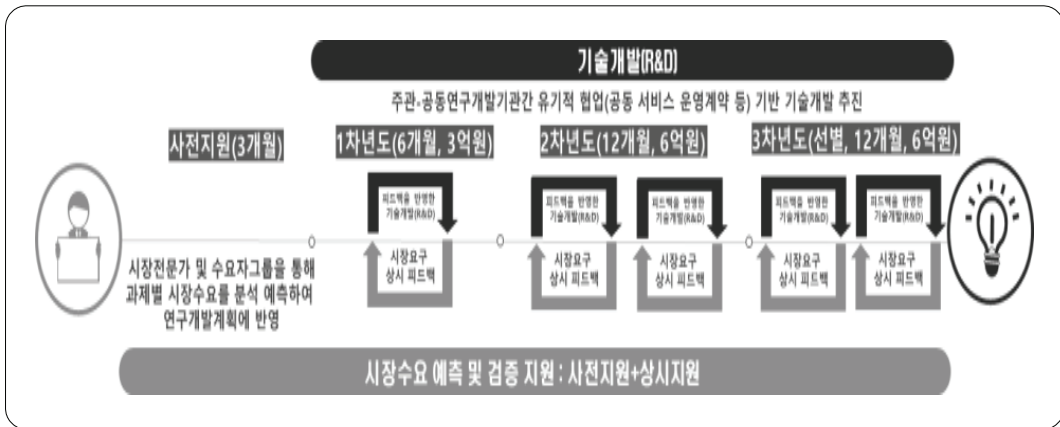 기술개발(R&D)
주관-공동연구개발기관간 유기적 협업(공동 서비스 운영계약 등) 기반 기술개발 추진
사전지원(3개월)
1차년도(6개월, 3억원)
2차년도(12개월, 6억원)
3차년도(선별, 12개월, 6억원)
시장전문가 및 수요자그룹을 통해
과제별 시장수요를 분석 예측하여
연구개발계획에 반영
피드백을 반영한
기술개발(R&D)
시장요구
상시 피드백
피드백을 반영한
기술개발(R&D)
시장요구
상시 피드백
피드백을 반영한
기술개발(R&D)
시장요구
상시 피드백
피드백을 반영한
기술개발(R&D)
시장요구
상시 피드백
피드백을 반영한
기술개발(R&D)
시장요구
상시 피드백
시장수요 예측 및 검증 지원 : 사전지원+상시지원